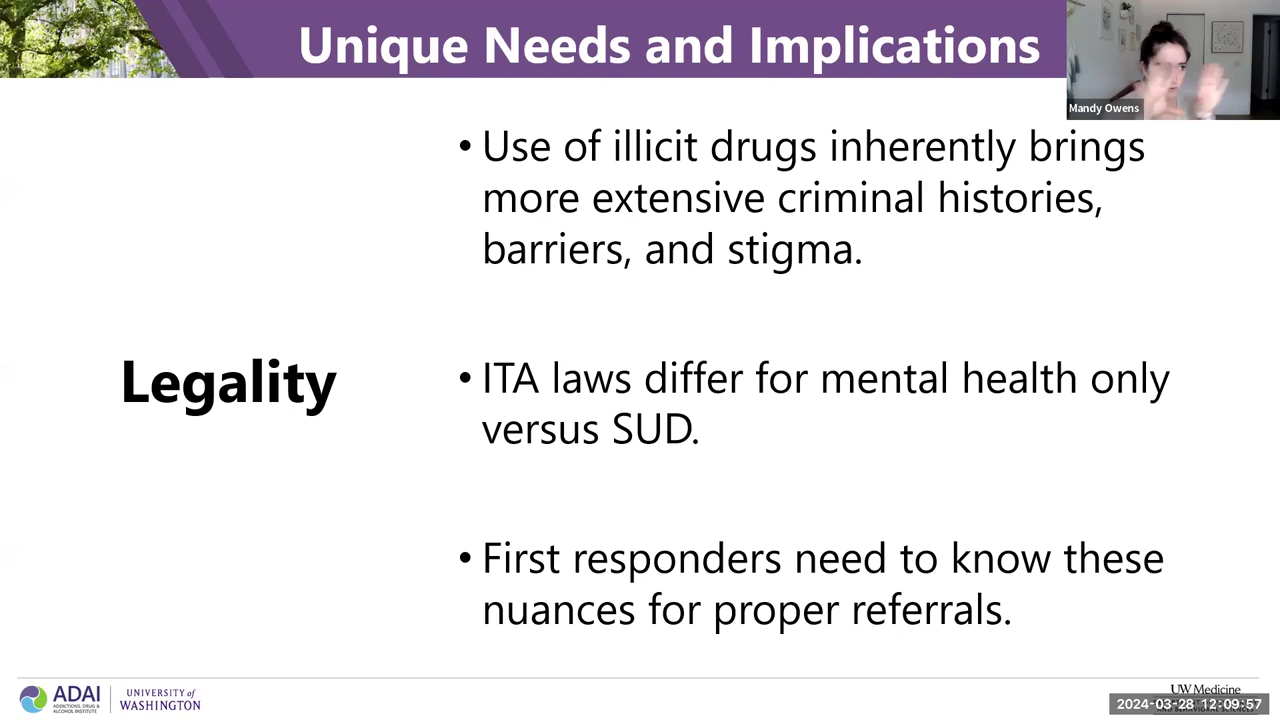 Unique Needs and Implications
Mandy Owens
• Use of illicit drugs inherently brings
more extensive criminal histories,
barriers, and stigma.
Legality
• ITA laws differ for mental health only
versus SUD.
• First responders need to know these
nuances for proper referrals.
ADAI
ADDICTIONS, DRUG &
ALCOHOL INSTITUTE
UNIVERSITY of
WASHINGTON
UW Medicine
2024-03-28 12:09:57